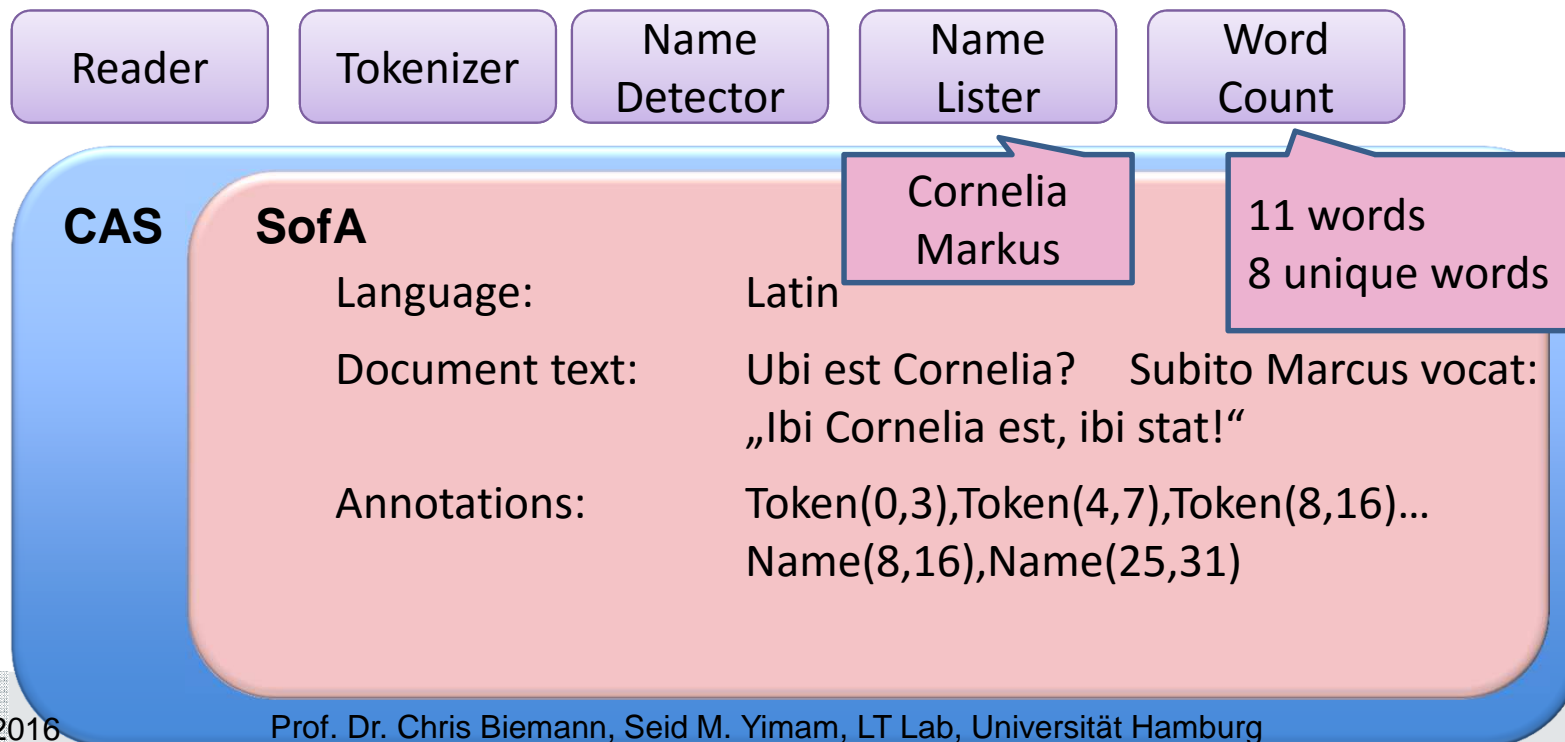 Reader
Tokenizer
Name
Detector
Name
Lister
Word
Count
CAS
SofA
Cornelia
Markus
11 words
8 unique words
Language: Latin
Document text: Ubi est Cornelia? Subito Marcus vocat:
„Ibi Cornelia est, ibi stat!“
Annotations: Token(0,3),Token(4,7),Token(8,16)…
Name(8,16),Name(25,31)
2016 Prof. Dr. Chris Biemann, Seid M. Yimam, LT Lab, Universität Hamburg